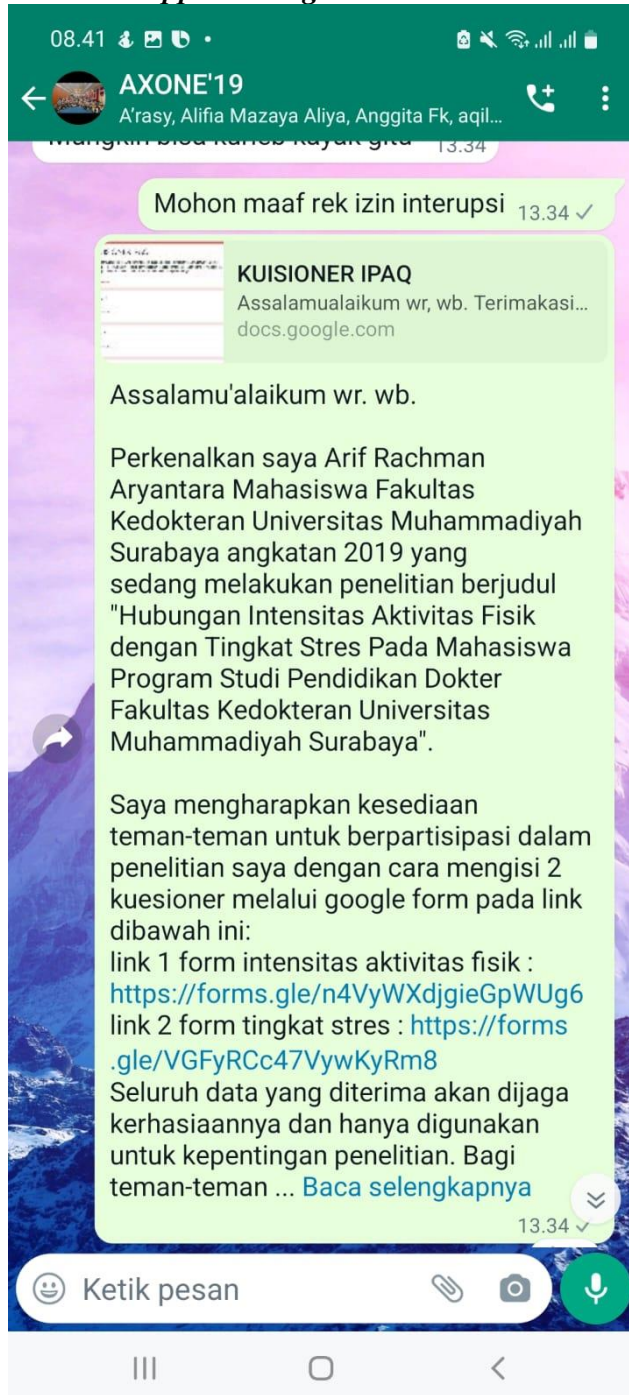 08.41
AXONE'19
A'rasy, Alifia Mazaya Aliya, Anggita Fk, aqil...
13.34
Mohon maaf rek izin interupsi 13.34
KUISIONER IPAQ
Assalamualaikum wr, wb. Terimakasi...
docs.google.com
Assalamu'alaikum wr. wb.
Perkenalkan saya Arif Rachman
Aryantara Mahasiswa Fakultas
Kedokteran Universitas Muhammadiyah
Surabaya angkatan 2019 yang
sedang melakukan penelitian berjudul
"Hubungan Intensitas Aktivitas Fisik
dengan Tingkat Stres Pada Mahasiswa
Program Studi Pendidikan Dokter
Fakultas Kedokteran Universitas
Muhammadiyah Surabaya".
Saya mengharapkan kesediaan
teman-teman untuk berpartisipasi dalam
penelitian saya dengan cara mengisi 2
kuesioner melalui google form pada link
dibawah ini:
link 1 form intensitas aktivitas fisik :
https://forms.gle/n4VyWXdjgieGpWUg6
link 2 form tingkat stres : https://forms
.gle/VGFyRCc47VywKyRm8
Seluruh data yang diterima akan dijaga
kerhasiaannya dan hanya digunakan
untuk kepentingan penelitian. Bagi
teman-teman ... Baca selengkapnya
13.34
Ketik pesan